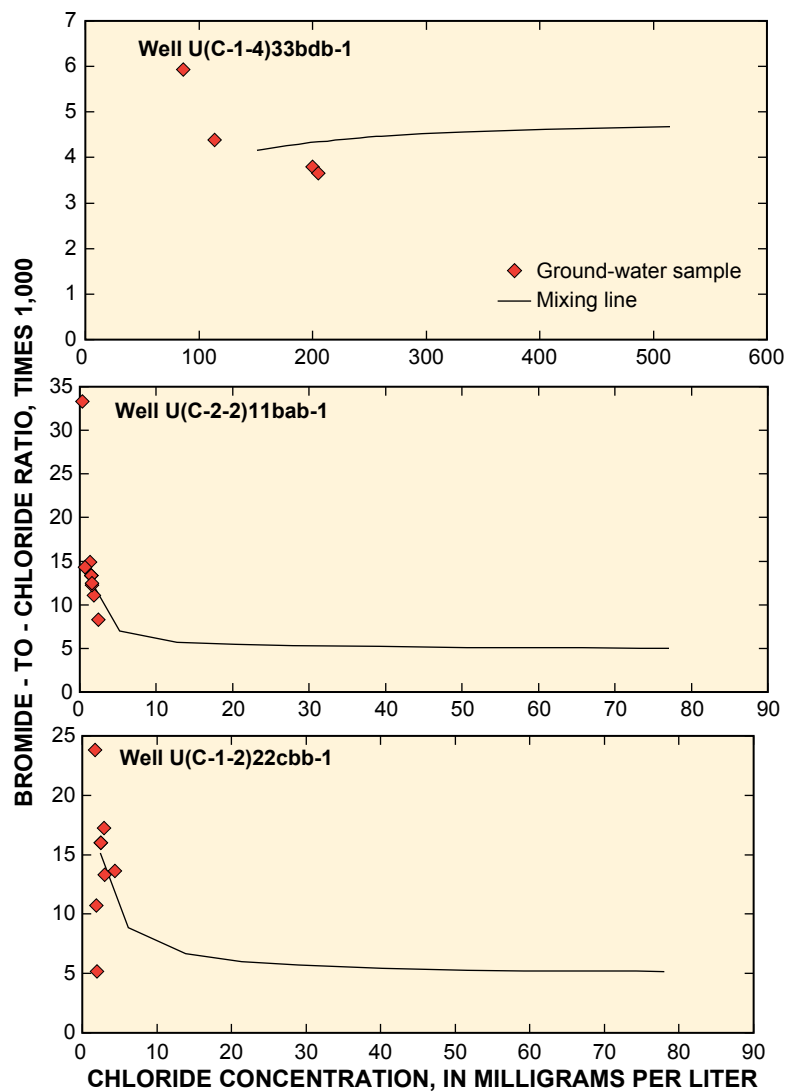 BROMIDE - TO - CHLORIDE RATIO, TIMES 1,000
Well U(C-1-4)33bdb-1
7
6
5
4
3
2
1
0
Ground-water sample
Mixing line
0 100 200 300 400 500 600
Well U(C-2-2)11bab-1
35
30
25
20
15
10
5
0
0 10 20 30 40 50 60 70 80 90
Well U(C-1-2)22cbb-1
25
20
15
10
5
0
0 10 20 30 40 50 60 70 80 90
CHLORIDE CONCENTRATION, IN MILLIGRAMS PER LITER